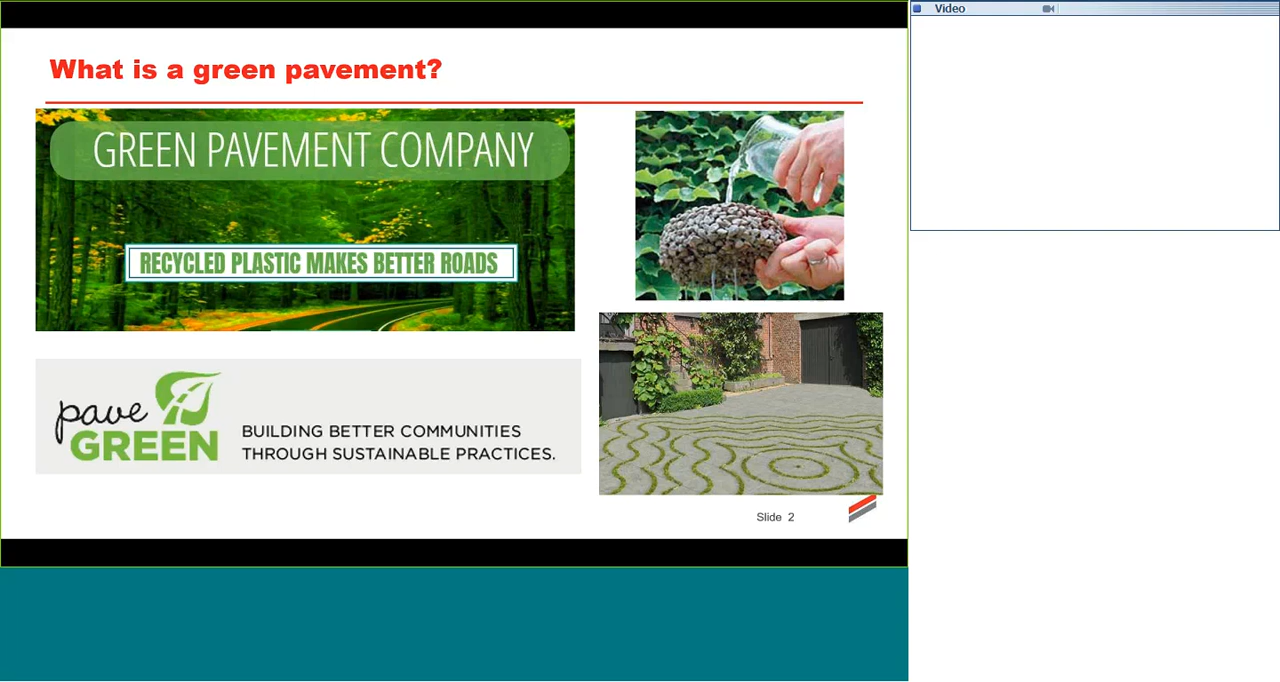 Video
What is a green pavement?
GREEN PAVEMENT COMPANY
RECYCLED PLASTIC MAKES BETTER ROADS
pave
GREEN
BUILDING BETTER COMMUNITIES
THROUGH SUSTAINABLE PRACTICES.
Slide 2